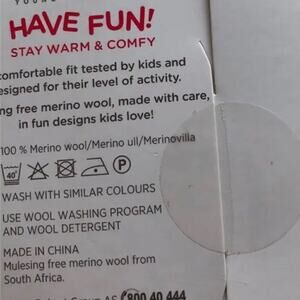 YOUNG
HAVE FUN!
STAY WARM & COMFY
comfortable fit tested by kids and
esigned for their level of activity.
ng free merino wool, made with care,
in fun designs kids love!
100 % Merino wool/Merino ull/Merinovilla
40°
P
WASH WITH SIMILAR COLOURS
USE WOOL WASHING PROGRAM
AND WOOL DETERGENT
MADE IN CHINA
Mulesing free merino wool from
South Africa.
Group AS 800 40 444